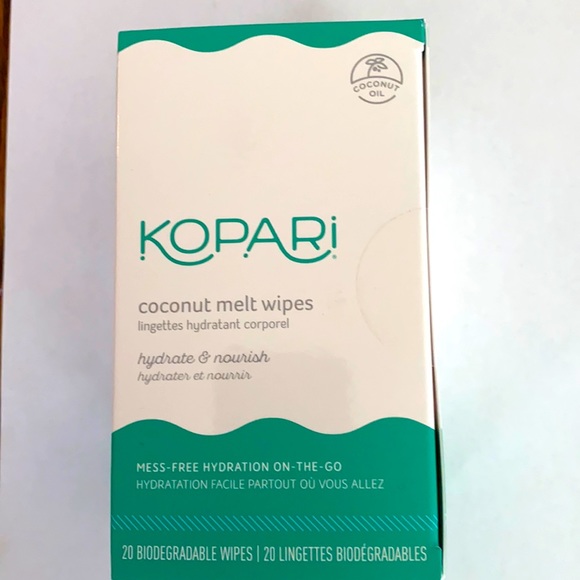 COCONUT
OIL
KOPARi
coconut melt wipes
lingettes hydratant corporel
hydrate & nourish
hydrater et nourrir
MESS-FREE HYDRATION ON-THE-GO
HYDRATATION FACILE PARTOUT OÙ VOUS ALLEZ
20 BIODEGRADABLE WIPES | 20 LINGETTES BIODÉGRADABLES